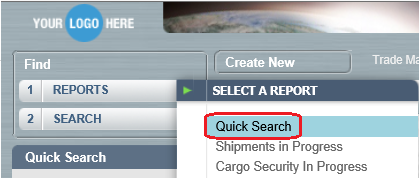 YOUR LOGO HERE
Find
Create New
Trade Ma
1 REPORTS
SELECT A REPORT
2 SEARCH
Quick Search
Shipments in Progress
Quick Search
Cargo Security In Progress